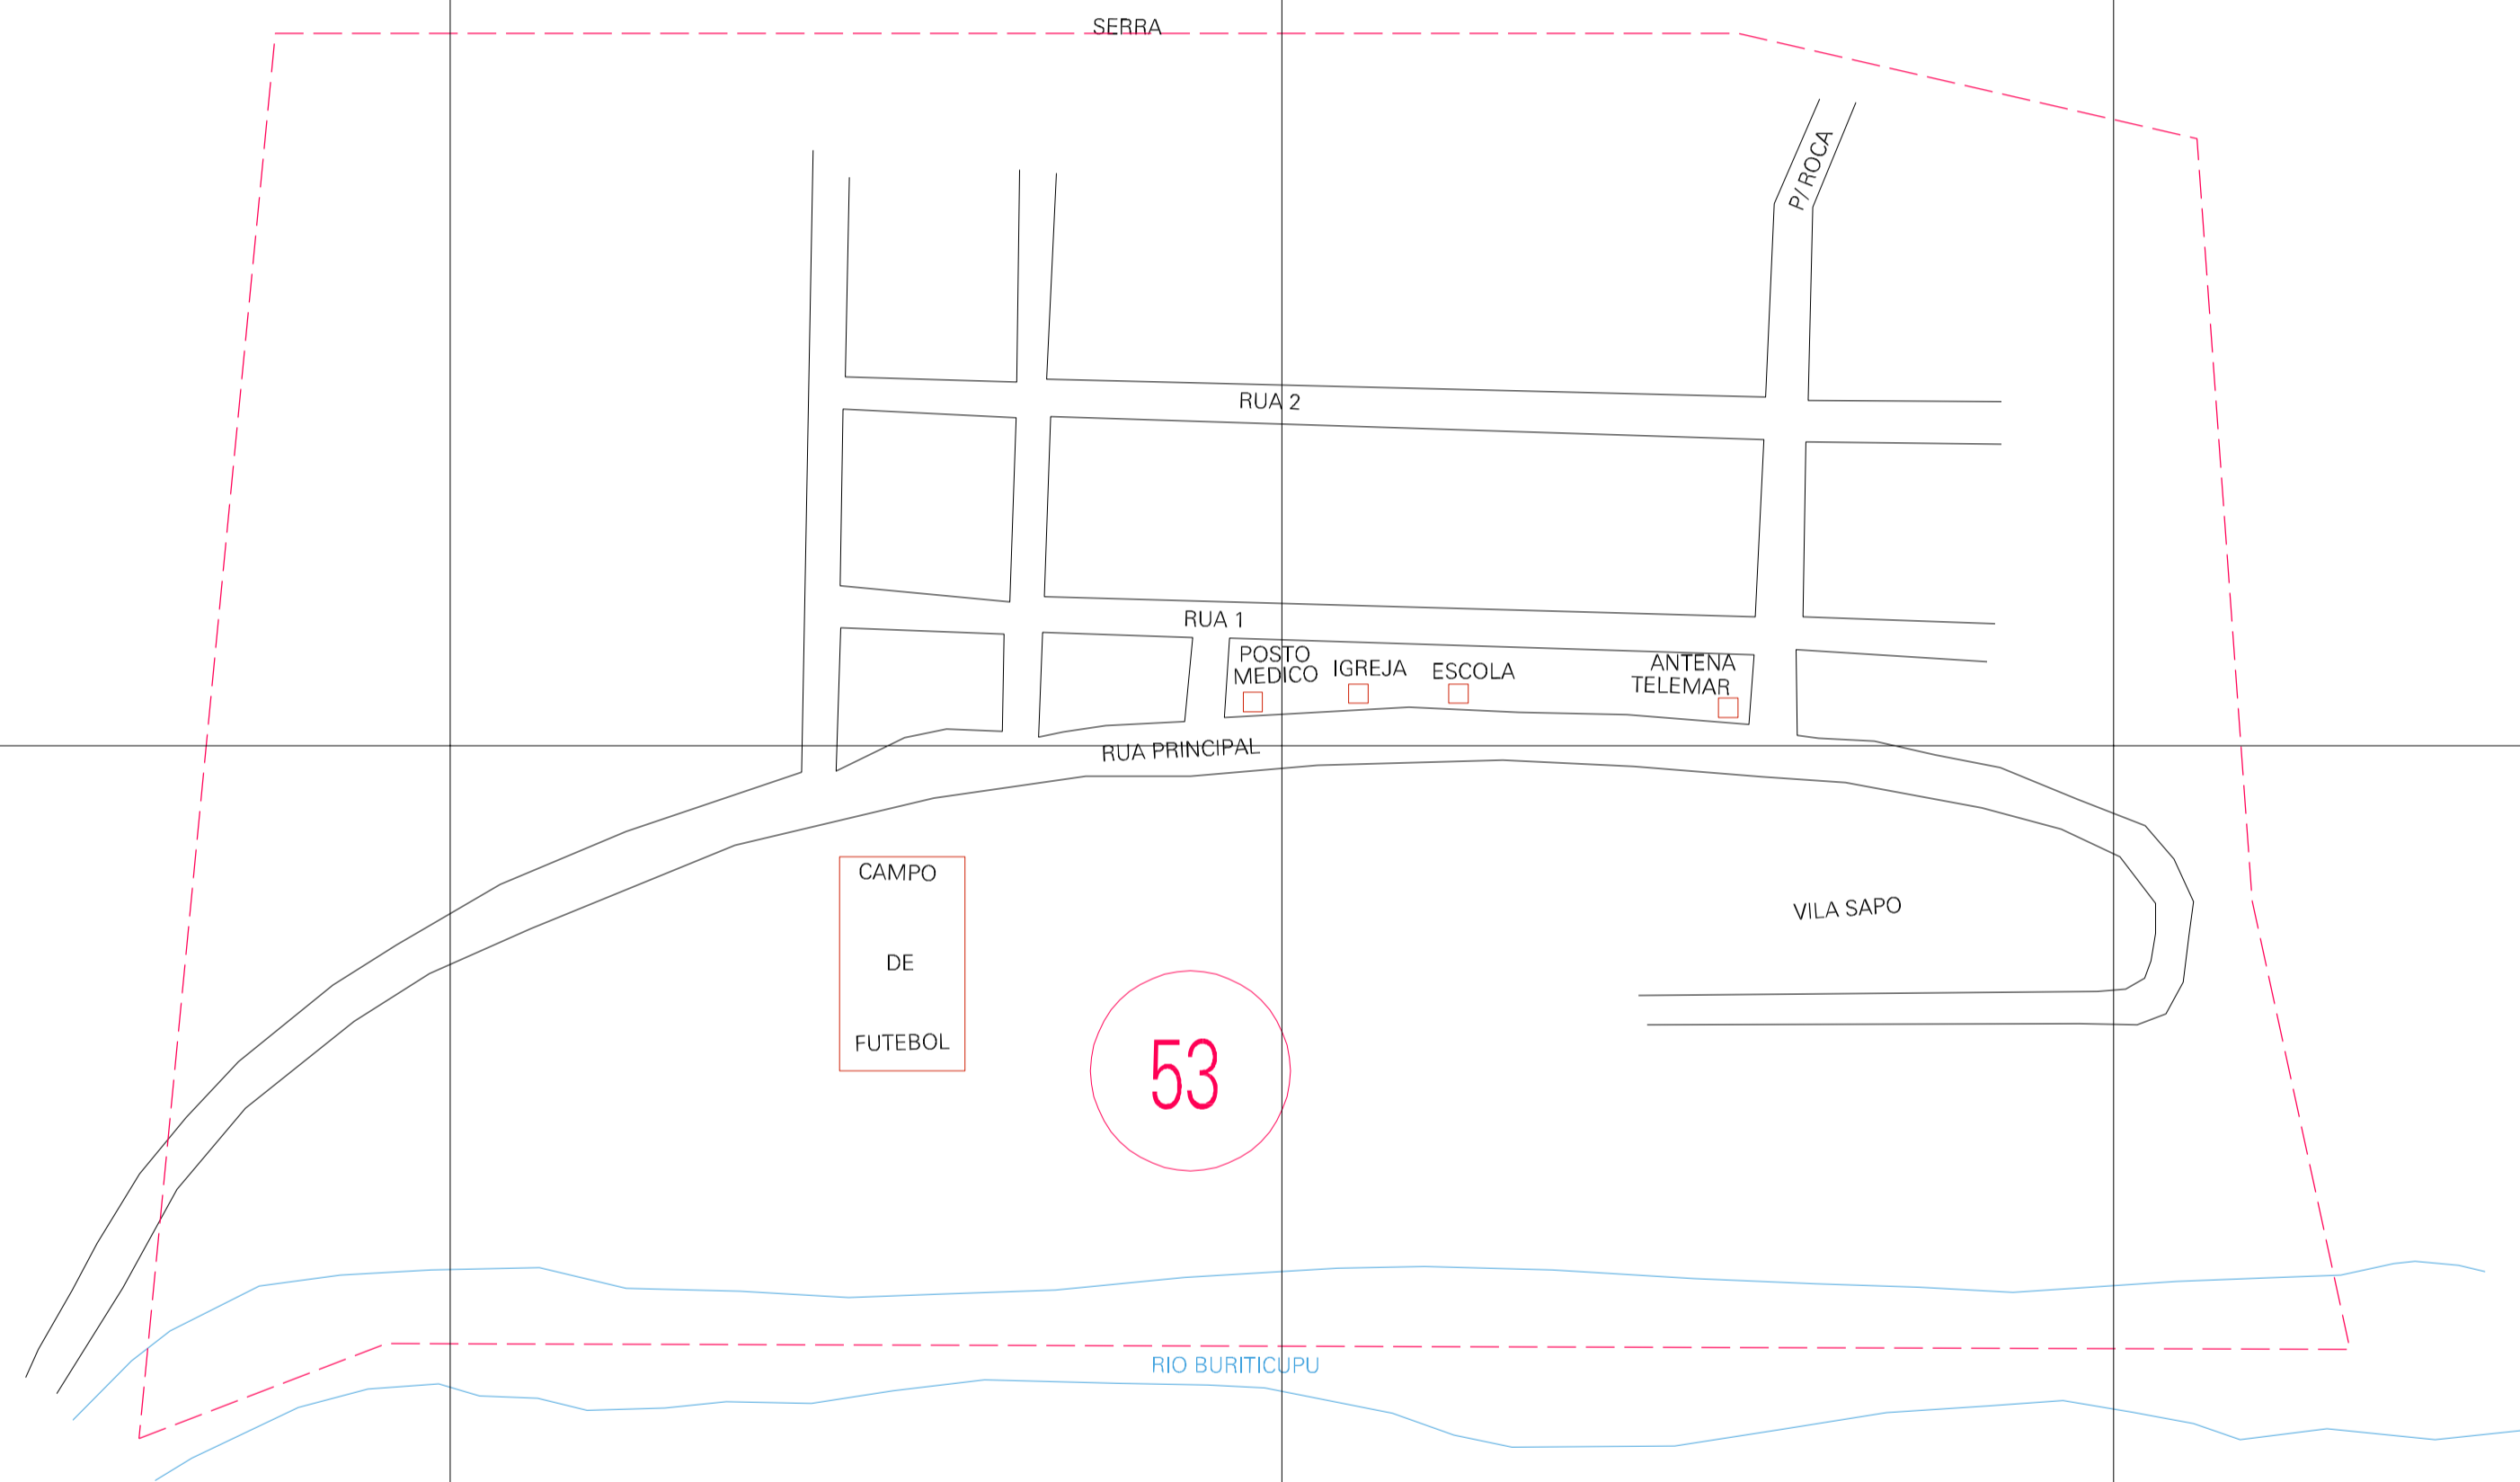 SERRA
P/ ROCA
RUA 2
RUA 1
POSTO
MEDICO
IGREJA
ESCOLA
ANTENA
TELEMAR
RUA PRINCIPAL
CAMPO
DE
FUTEBOL
VILA SAPO
53
RIO BURITICUPU